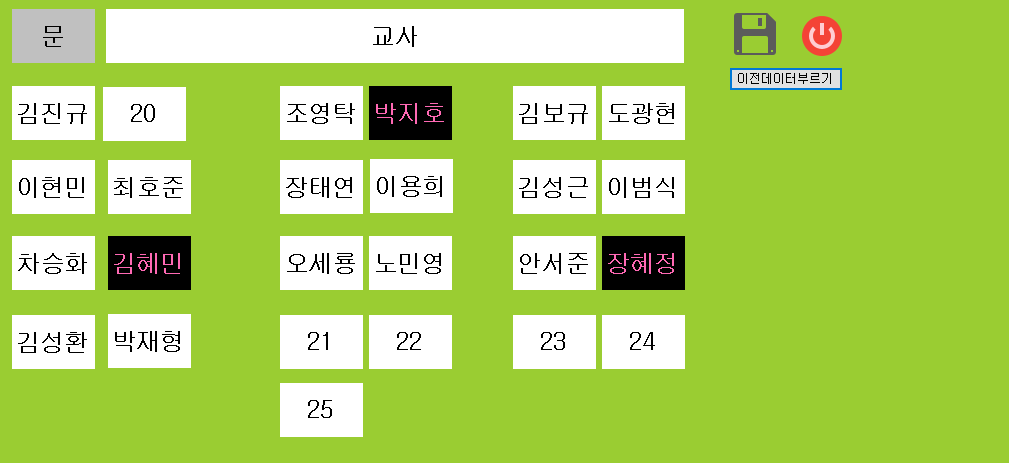 문 교사
이전데이터부르기
김진규 20 조영탁 박지호 김보규 도광현
이현민 최호준 장태연 이용희 김성근 이범식
차승화 김혜민 오세룡 노민영 안서준 장혜정
김성환 박재형 21 22 23 24
25